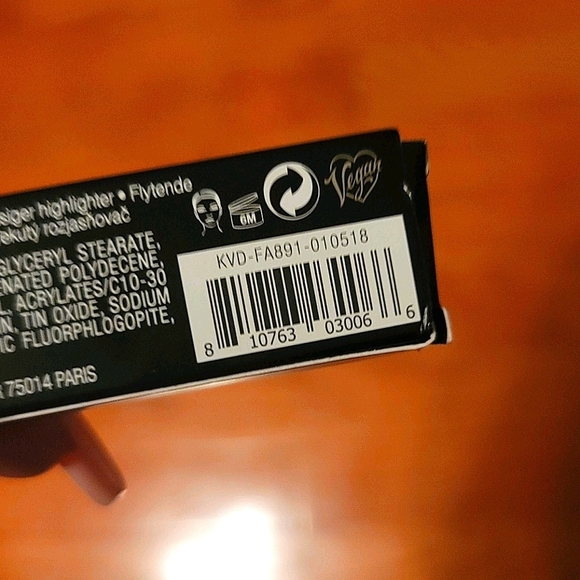 siger highlighter • Flytende
ekutý rozjasňovač
GLYCERYL STEARATE,
ENATED POLYDECENE,
L, ACRYLATES/C10-30
N, TIN OXIDE, SODIUM
IC FLUORPHLOGOPITE,
75014 PARIS
6M
Vegan
KVD-FA891-010518
8 10763 03006 6